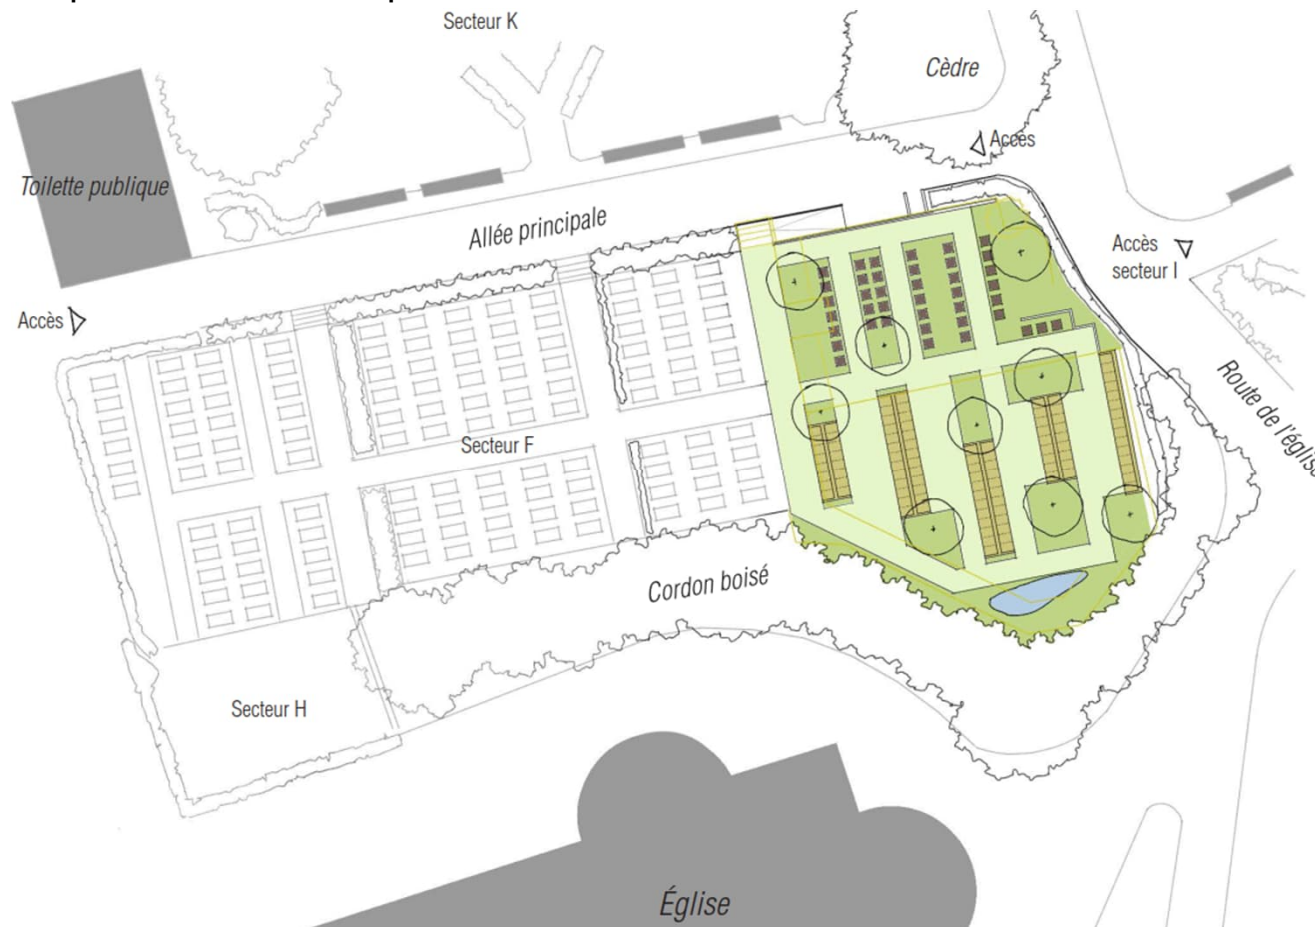 Secteur K
Cèdre
Accès
Toilette publique
Allée principale
Accès
secteur I
Accès
Route de l'église
Secteur F
Cordon boisé
Secteur H
Église